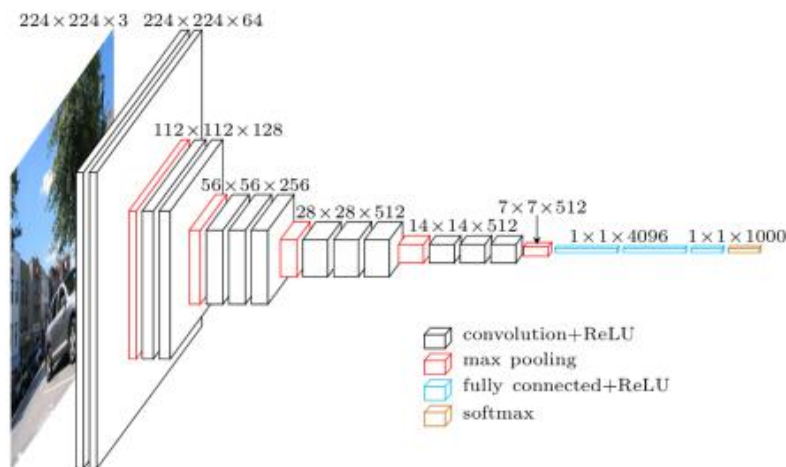 224×224×3
224×224×64
112×112×128
56×56×256
28×28×512
14×14×512
7×7×512
1×1×4096
1×1×1000
convolution+ReLU
max pooling
fully connected+ReLU
softmax